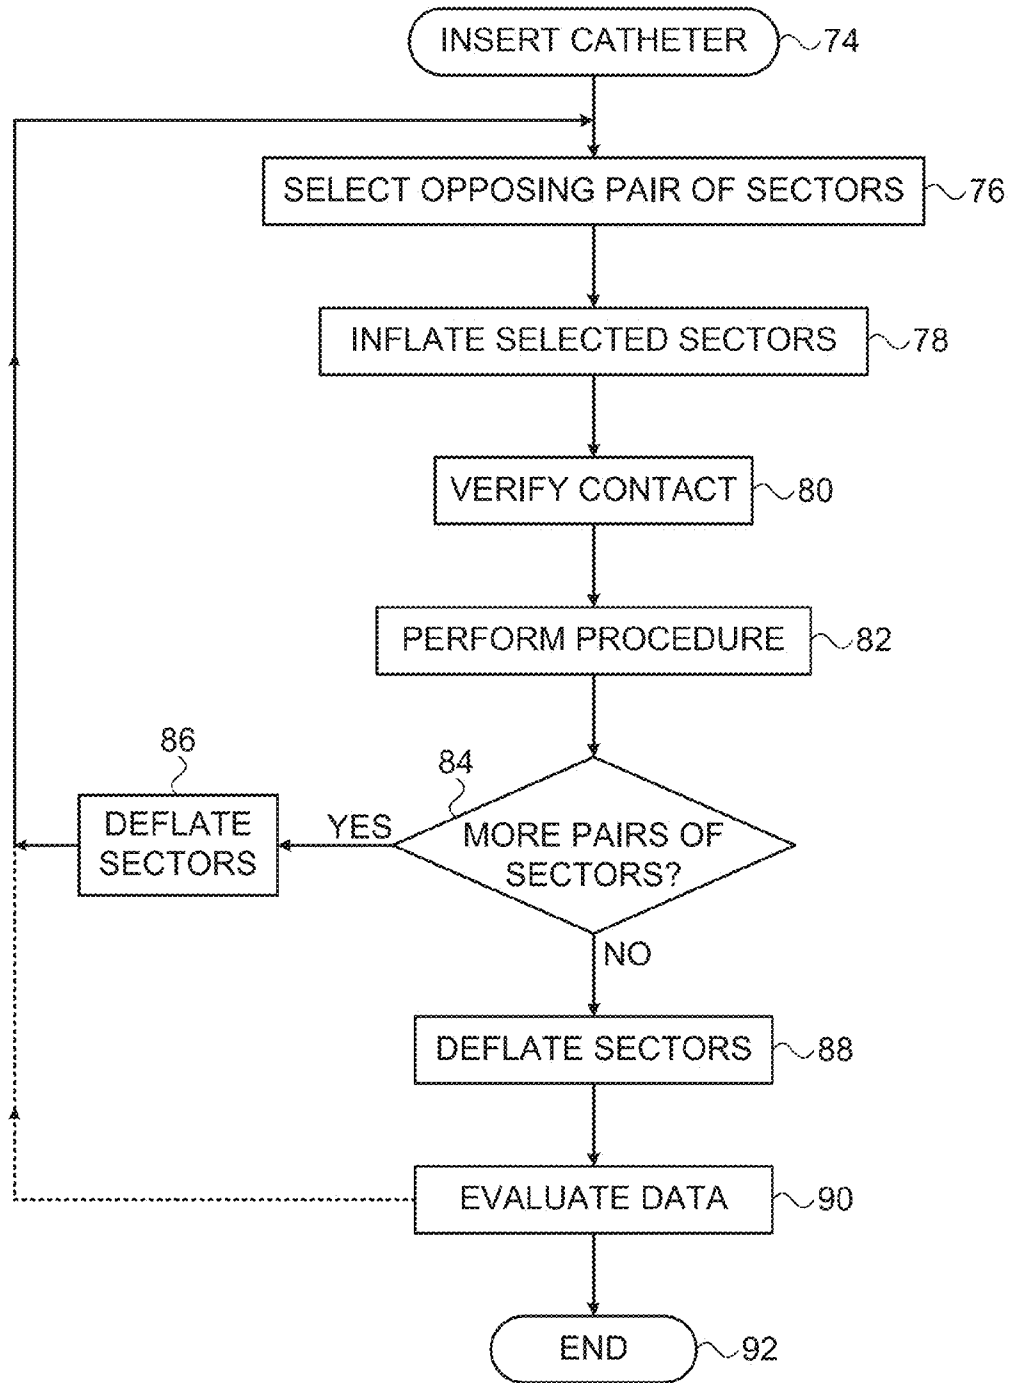 INSERT CATHETER
74
SELECT OPPOSING PAIR OF SECTORS
76
INFLATE SELECTED SECTORS
78
VERIFY CONTACT
80
PERFORM PROCEDURE
82
86
84
DEFLATE
SECTORS
YES
MORE PAIRS OF
SECTORS?
NO
DEFLATE SECTORS
88
EVALUATE DATA
90
END
92